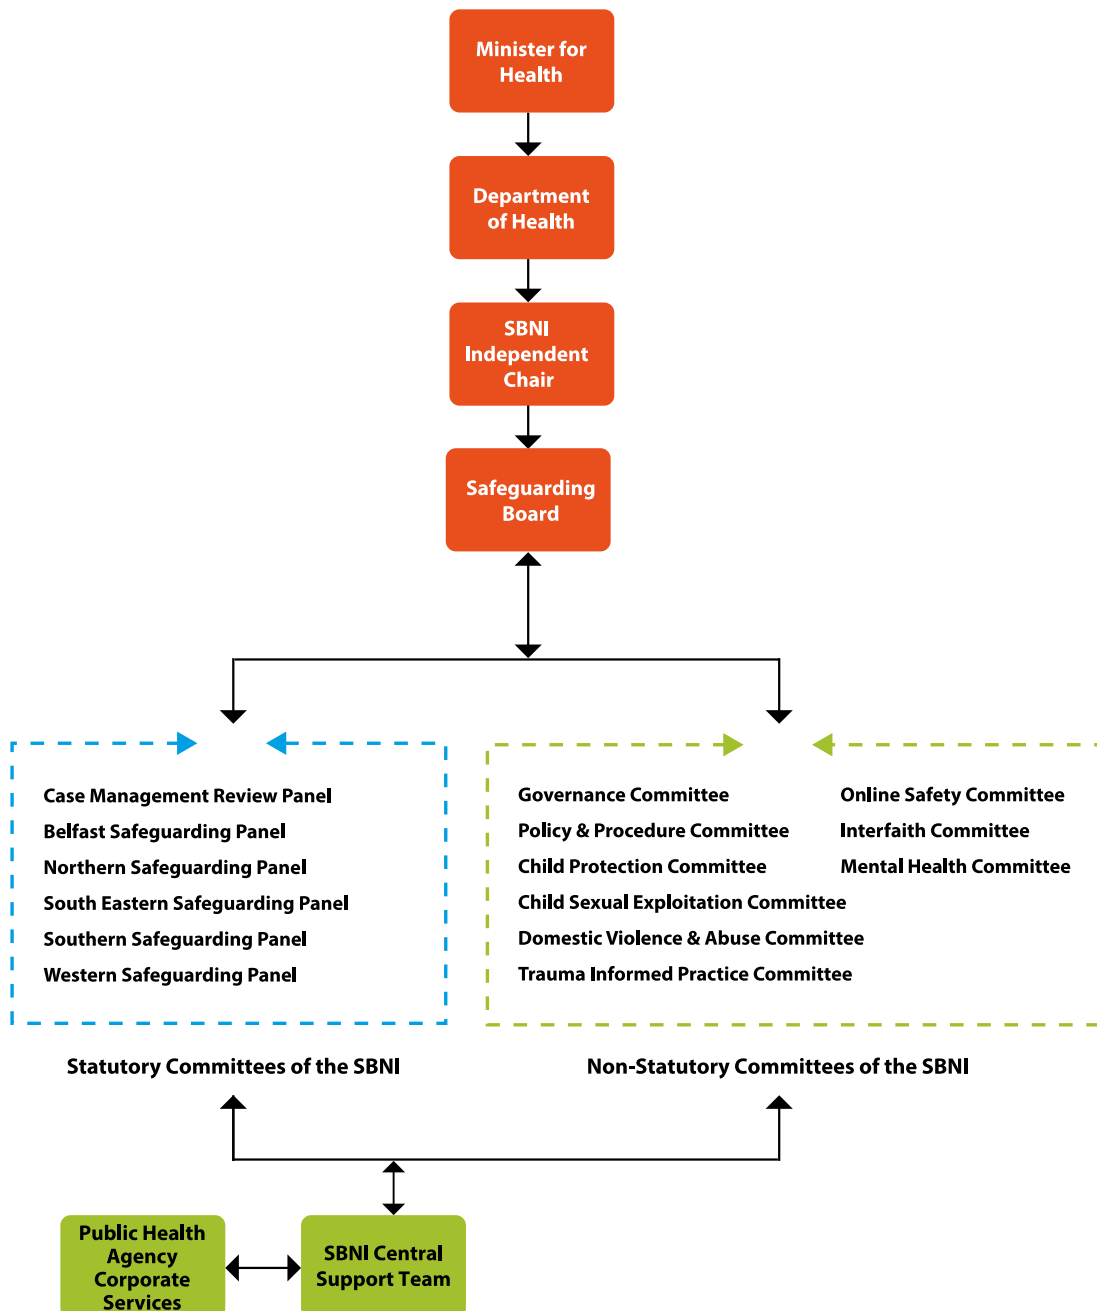 Minister for
Health
Department
of Health
SBNI
Independent
Chair
Safeguarding
Board
Case Management Review Panel
Belfast Safeguarding Panel
Northern Safeguarding Panel
South Eastern Safeguarding Panel
Southern Safeguarding Panel
Western Safeguarding Panel
Statutory Committees of the SBNI
Governance Committee
Policy & Procedure Committee
Child Protection Committee
Child Sexual Exploitation Committee
Domestic Violence & Abuse Committee
Trauma Informed Practice Committee
Online Safety Committee
Interfaith Committee
Mental Health Committee
Non-Statutory Committees of the SBNI
Public Health
Agency
Corporate
Services
SBNI Central
Support Team